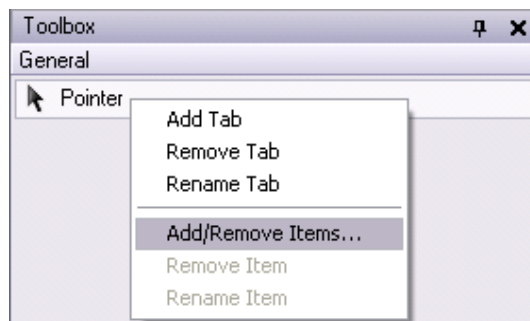 Toolbox
General
Pointer
Add Tab
Remove Tab
Rename Tab
Add/Remove Items...
Remove Item
Rename Item